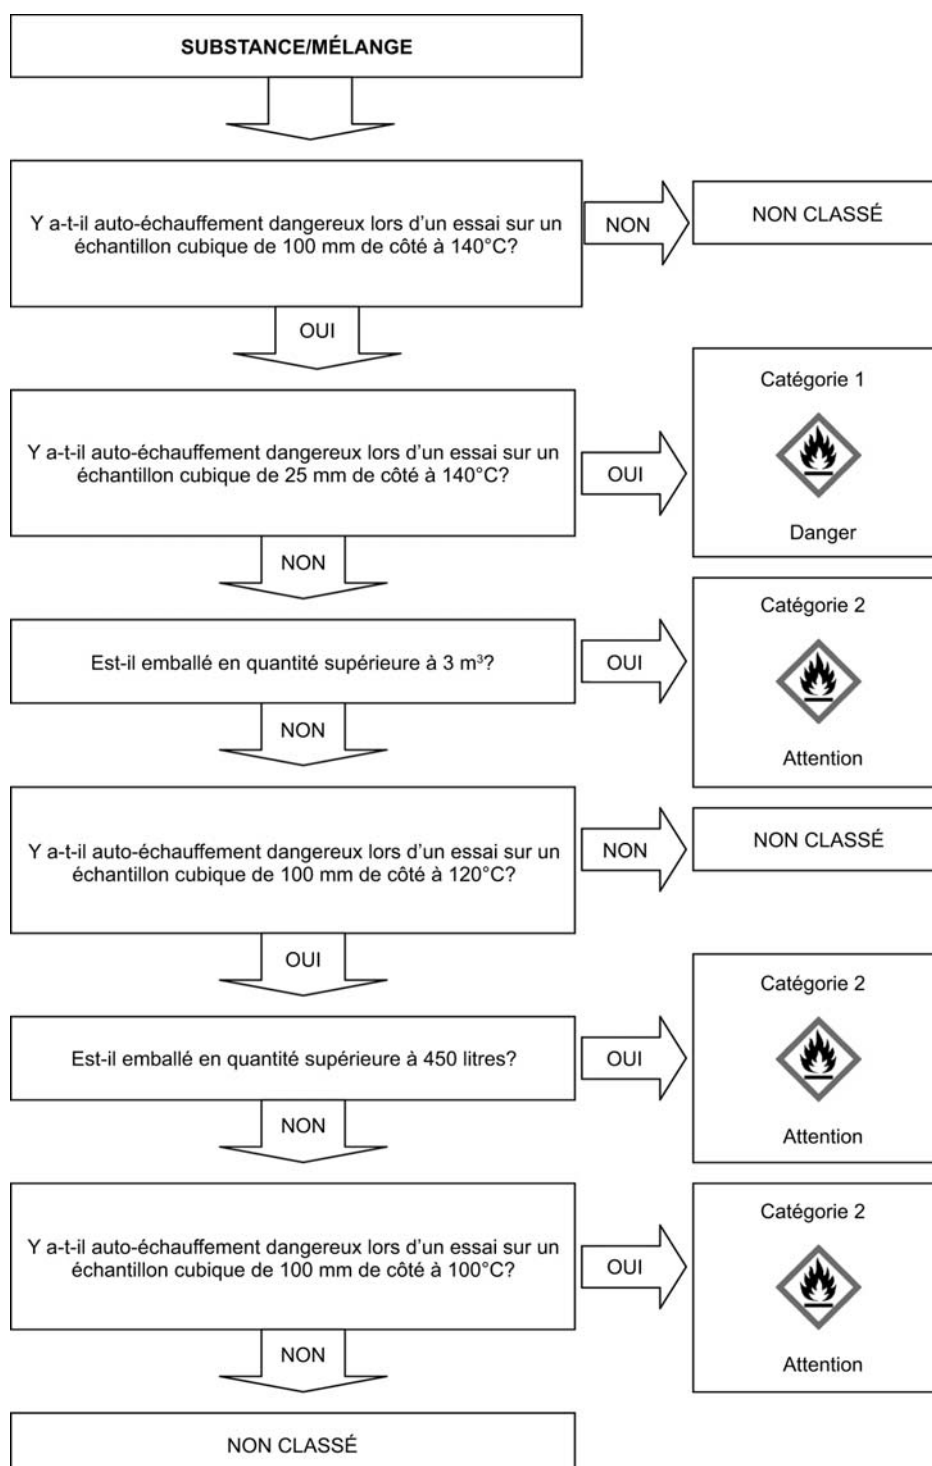 SUBSTANCE/MÉLANGE
Y a-t-il auto-échauffement dangereux lors d'un essai sur un
échantillon cubique de 100 mm de côté à 140°C?
NON
NON CLASSÉ
OUI
Y a-t-il auto-échauffement dangereux lors d'un essai sur un
échantillon cubique de 25 mm de côté à 140°C?
OUI
Catégorie 1
Danger
NON
Est-il emballé en quantité supérieure à 3 m³?
OUI
Catégorie 2
Attention
NON
Y a-t-il auto-échauffement dangereux lors d'un essai sur un
échantillon cubique de 100 mm de côté à 120°C?
NON
NON CLASSÉ
OUI
Est-il emballé en quantité supérieure à 450 litres?
OUI
Catégorie 2
Attention
NON
Y a-t-il auto-échauffement dangereux lors d'un essai sur un
échantillon cubique de 100 mm de côté à 100°C?
OUI
Catégorie 2
Attention
NON
NON CLASSÉ